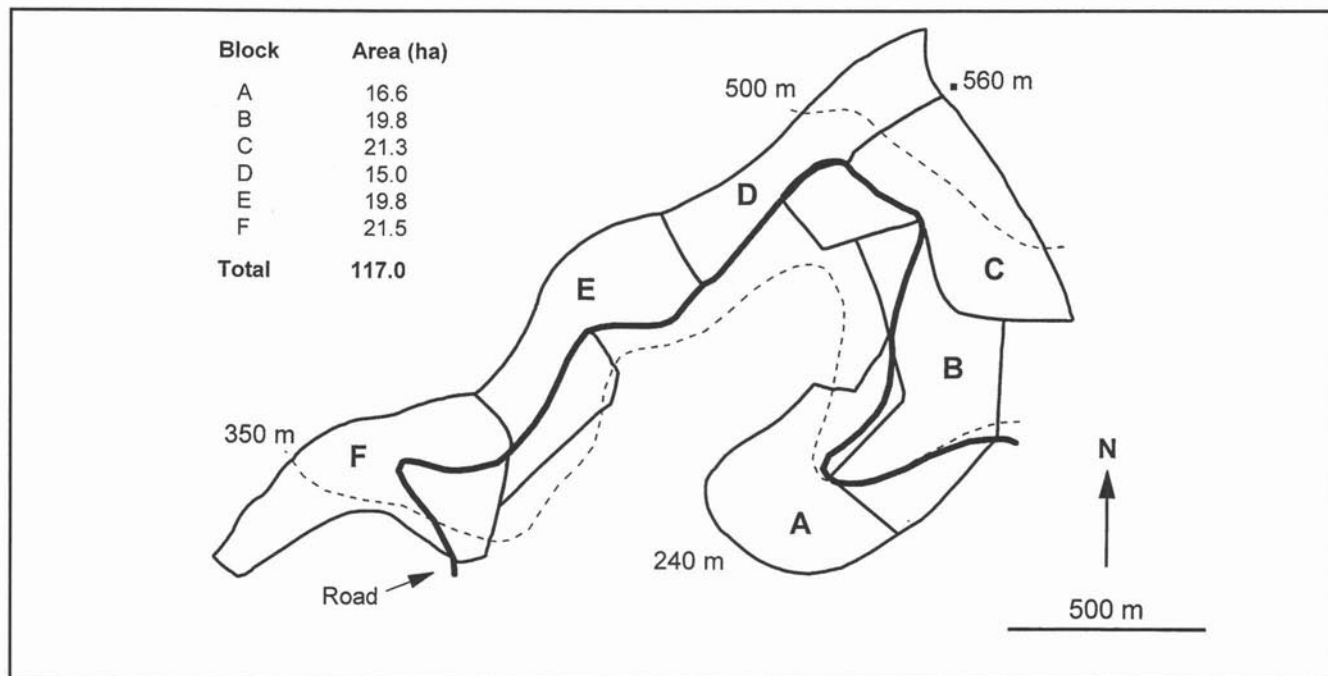 Block Area (ha)
A 16.6
B 19.8
C 21.3
D 15.0
E 19.8
F 21.5
Total 117.0
500 m
560 m
D
E
C
B
350 m
F
N
A
240 m
Road
500 m